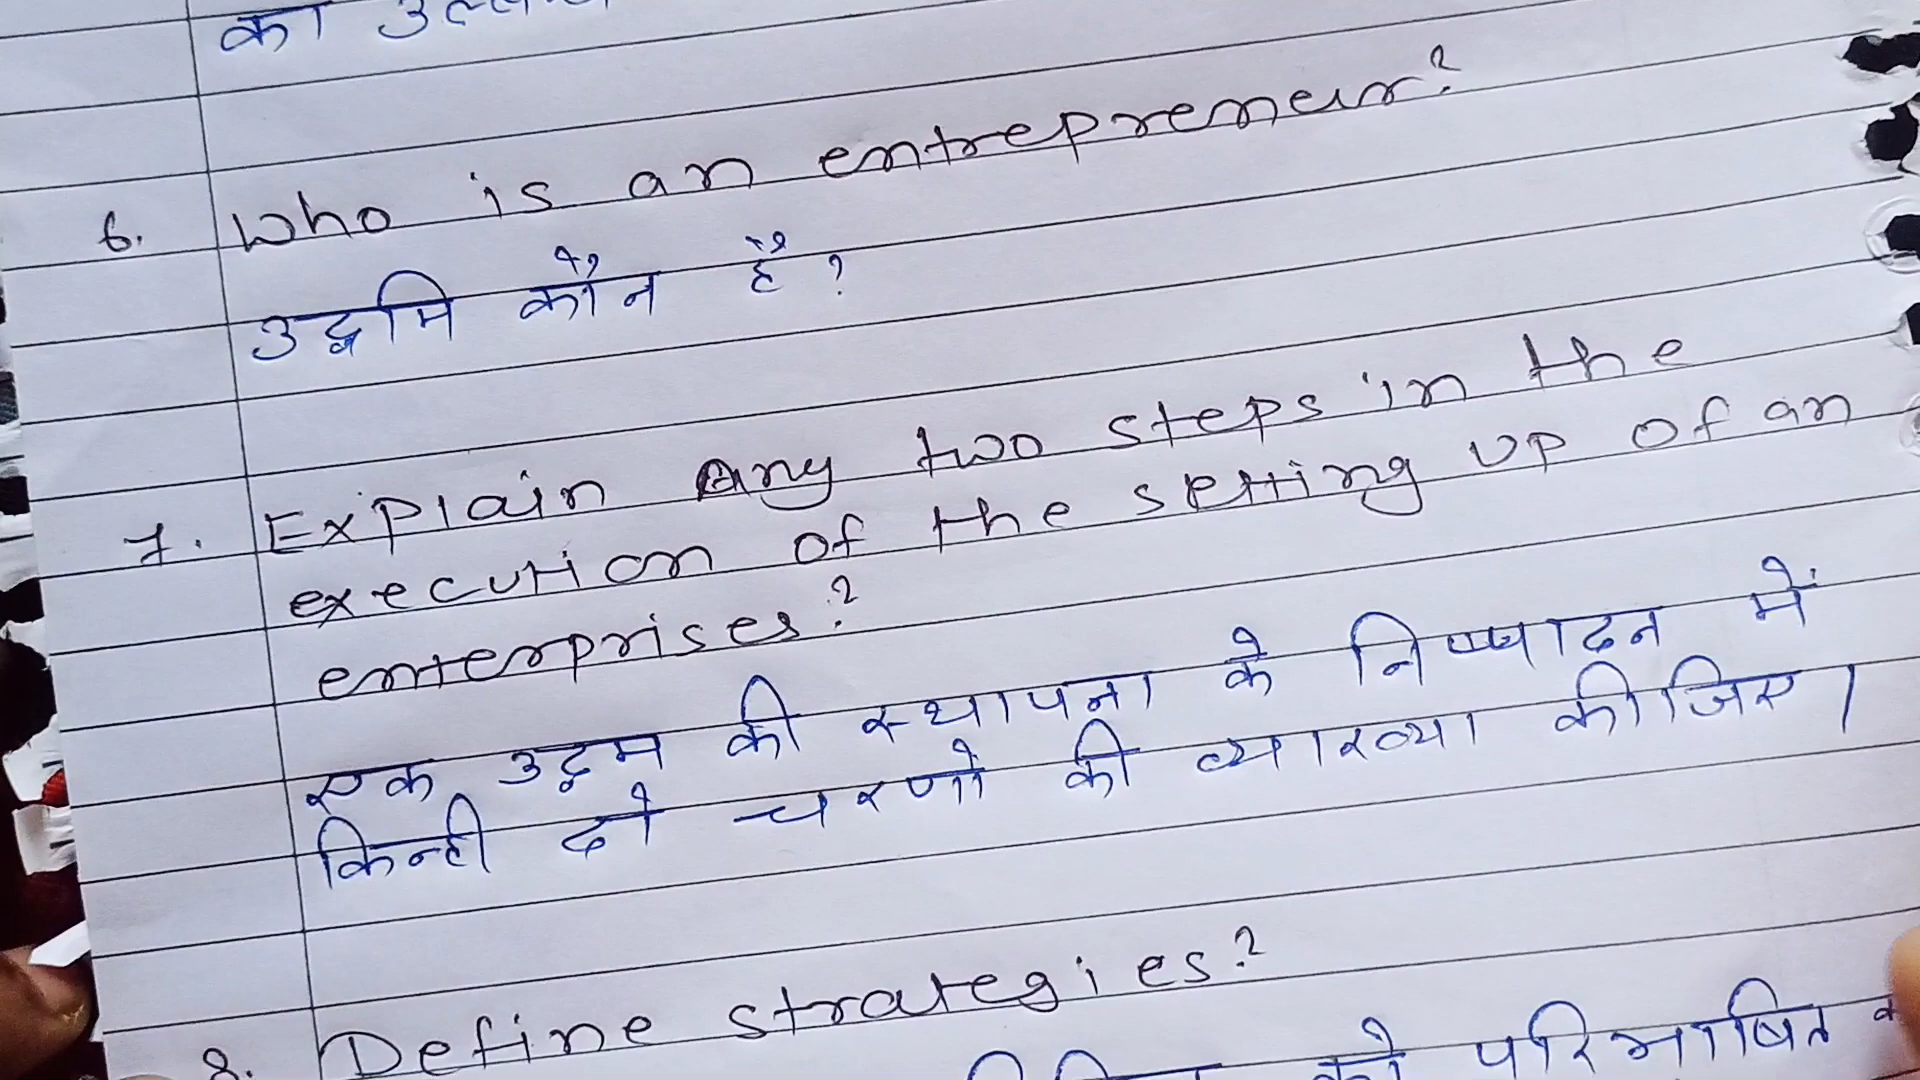 का
6. Who is an entrepreneur?
उद्यमि कौन है ?
7. Explain any two steps in the
execution of the setting up of an
enterprises?
एक उद्यम की स्थापना के निष्पादन में
किन्ही दो चरणों की व्याख्या कीजिए।
8. Define strategies?
को परिभाषित